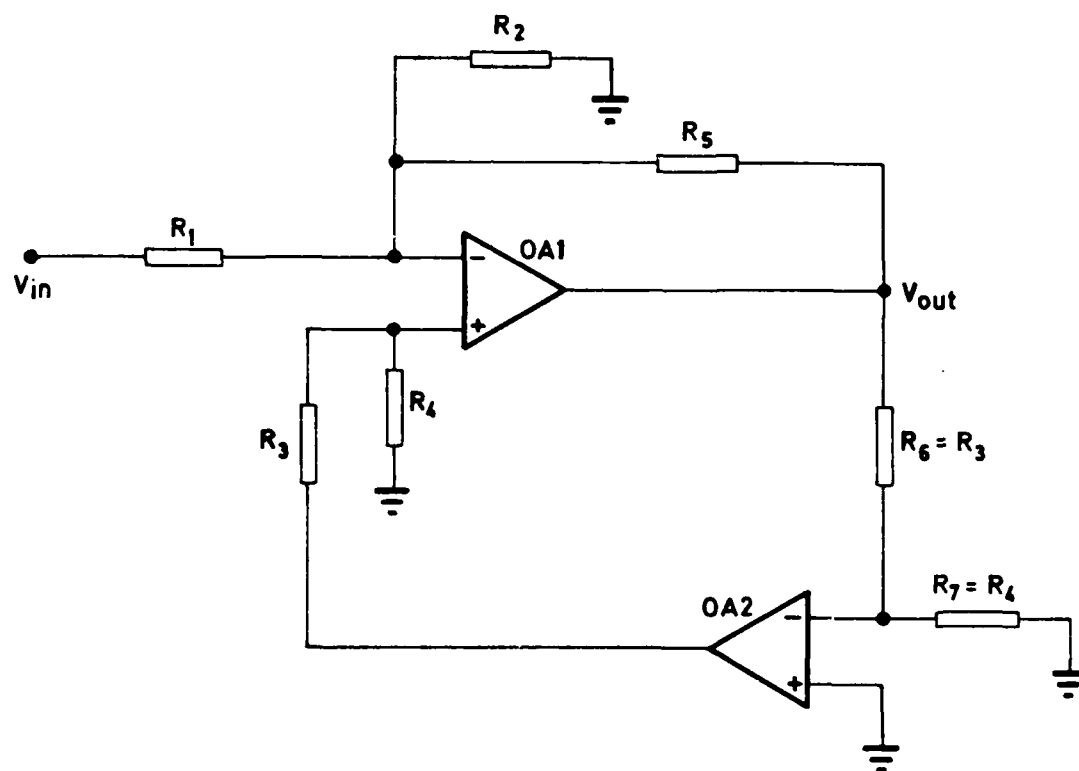 R₂
R₅
R₁
OA1
Vin
−
Vout
+
R₄
R₃
R₆ = R₃
R₇ = R₄
OA2
−
+